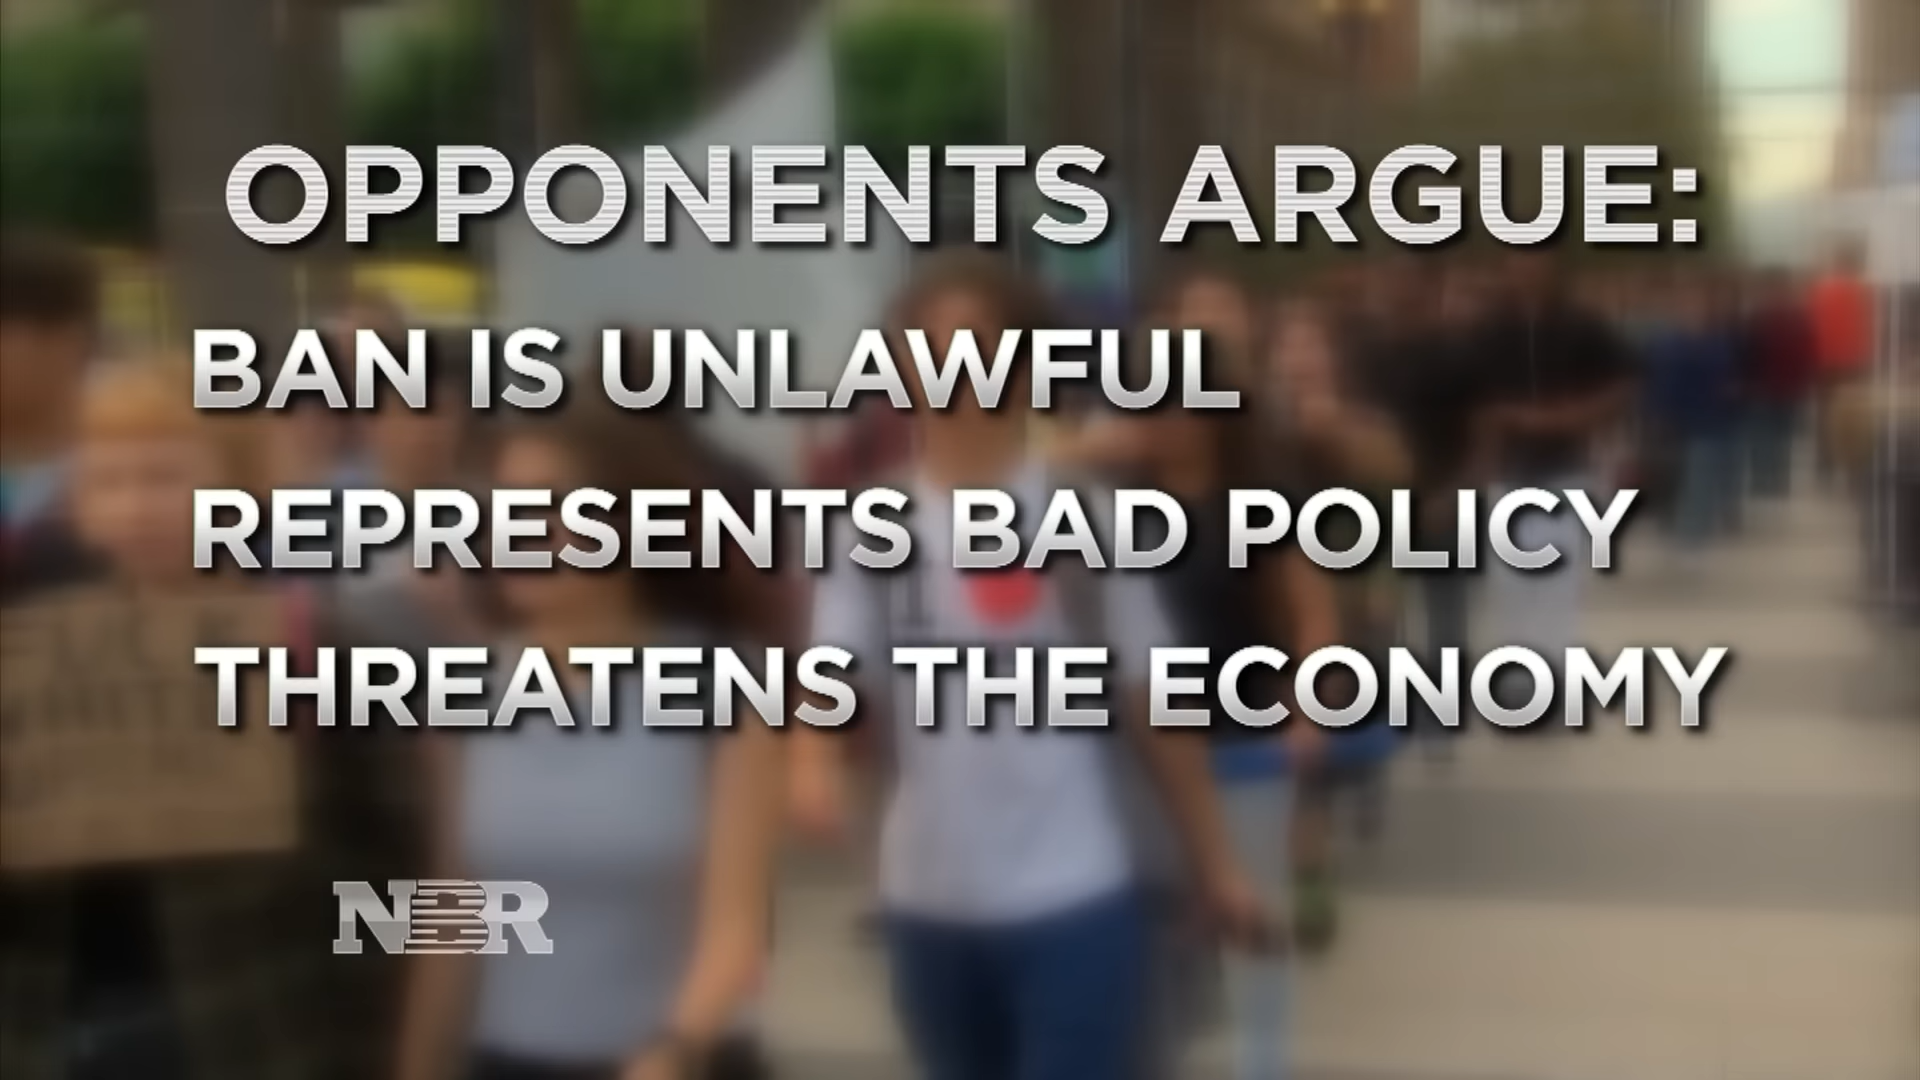 OPPONENTS ARGUE:
BAN IS UNLAWFUL
REPRESENTS BAD POLICY
THREATENS THE ECONOMY
NBR